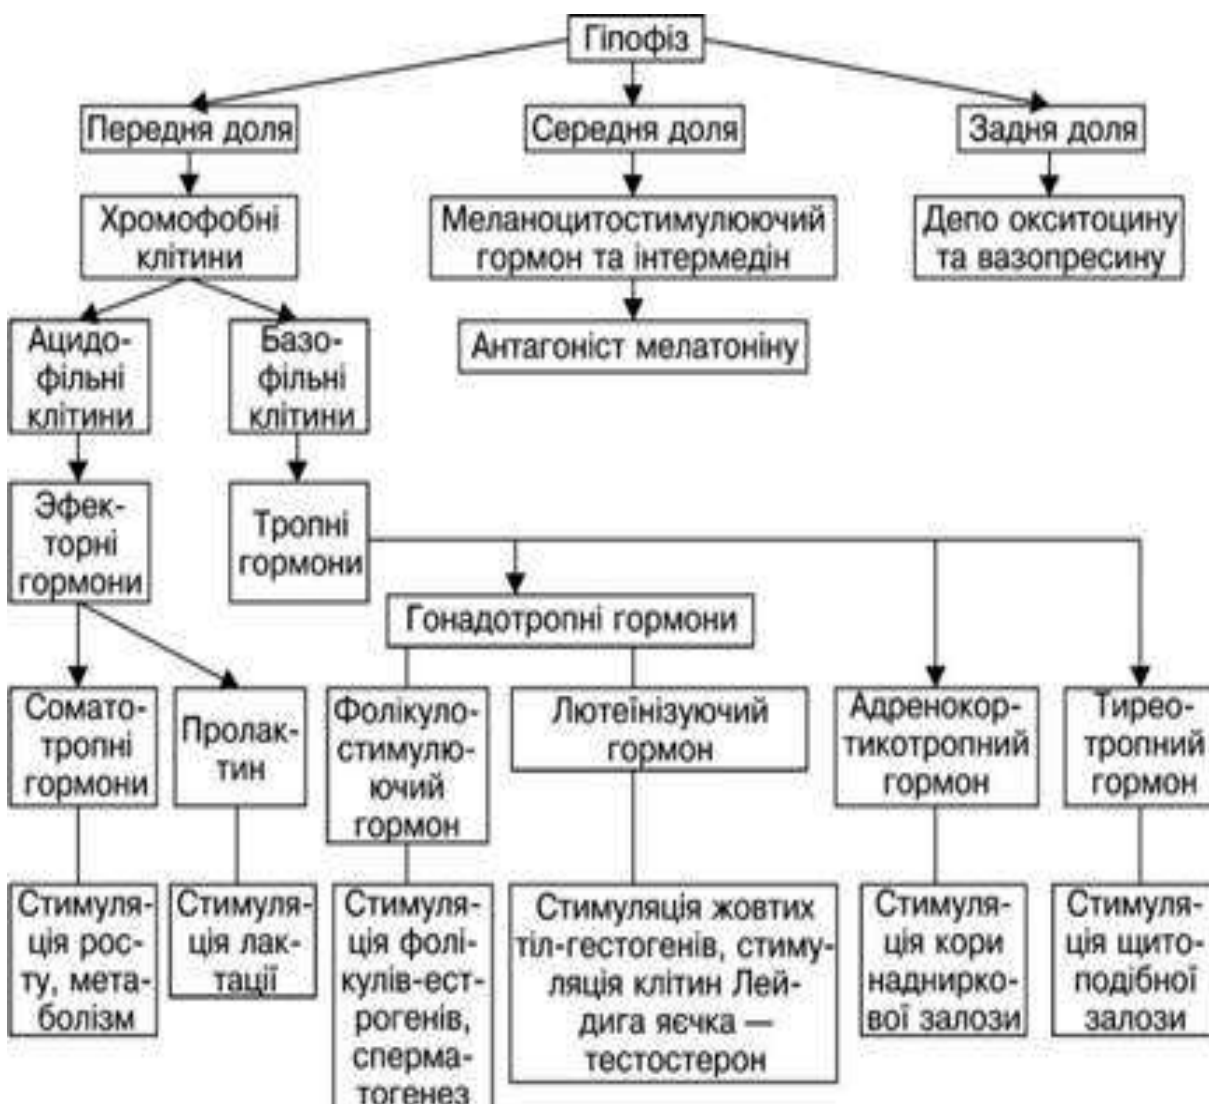 Гіпофіз
Передня доля
Середня доля
Задня доля
Хромофобні
клітини
Меланоцитостимулюючий
гормон та інтермедін
Депо окситоцину
та вазопресину
Ацидо-
фільні
клітини
Базо-
фільні
клітини
Антагоніст мелатоніну
Эфек-
торні
гормони
Тропні
гормони
Гонадотропні гормони
Сомато-
тропні
гормони
Пролак-
тин
Фолікуло-
стимулю-
ючий
гормон
Лютеїнізуючий
гормон
Адренокор-
тикотропний
гормон
Тирео-
тропний
гормон
Стимуля-
ція рос-
ту, мета-
болізм
Стимуля-
ція лак-
тації
Стимуля-
ція фолі-
кулів-ест-
рогенів,
сперма-
тогенез
Стимуляція жовтих
тіл-гестогенів, стиму-
ляція клітин Лей-
дига яєчка —
тестостерон
Стимуля-
ція кори
наднирко-
вої залози
Стимуля-
ція щито-
подібної
залози